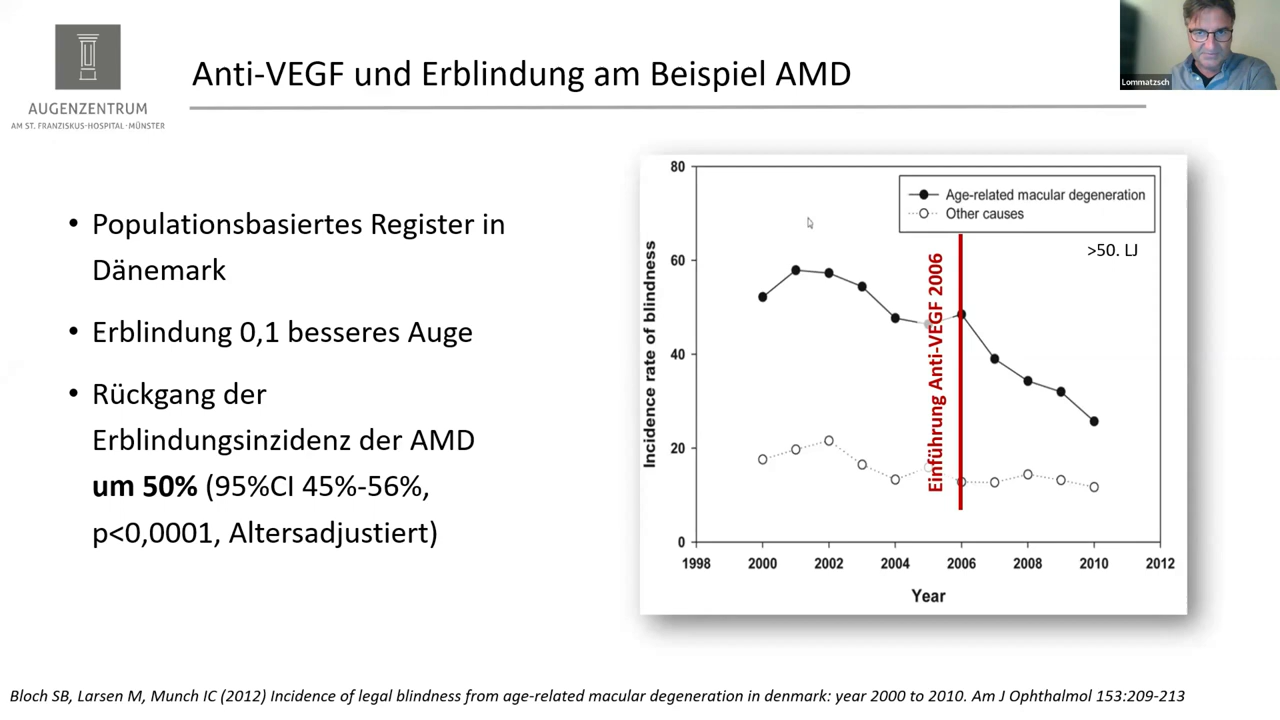 AUGENZENTRUM
AM ST. FRANZISKUS-HOSPITAL·MÜNSTER
Anti-VEGF und Erblindung am Beispiel AMD
Lommatzsch
• Populationsbasiertes Register in
Dänemark
• Erblindung 0,1 besseres Auge
• Rückgang der
Erblindungsinzidenz der AMD
um 50% (95%CI 45%-56%,
p<0,0001, Altersadjustiert)
Age-related macular degeneration
Other causes
>50. LJ
Einführung Anti-VEGF 2006
Incidence rate of blindness
80
60
40
20
0
1998 2000 2002 2004 2006 2008 2010 2012
Year
Bloch SB, Larsen M, Munch IC (2012) Incidence of legal blindness from age-related macular degeneration in denmark: year 2000 to 2010. Am J Ophthalmol 153:209-213